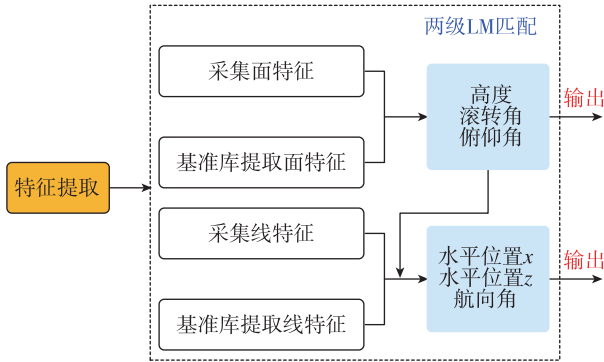 两级LM匹配
采集面特征
基准库提取面特征
高度
滚转角
俯仰角
输出
特征提取
采集线特征
基准库提取线特征
水平位置x
水平位置z
航向角
输出